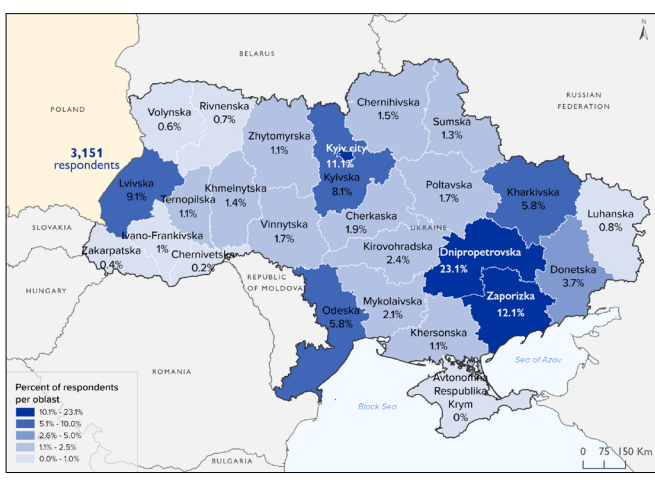 N
BELARUS
RUSSIAN
FEDERATION
POLAND
3,151
respondents
Volynska
0.6%
Rivnenska
0.7%
Chernihivska
1.5%
Sumska
1.3%
Zhytomyrska
1.1%
Kyiv city
11.1%
Kyivska
8.1%
Lvivska
9.1%
Ternopilska
1.1%
Khmelnytska
1.4%
Poltavska
1.7%
Kharkivska
5.8%
Luhanska
0.8%
Cherkaska
1.9%
UKRAINE
Vinnytska
1.7%
Kirovohradska
2.4%
Dnipropetrovska
23.1%
Donetska
3.7%
SLOVAKIA
Ivano-Frankivska
1%
Zakarpatska
0.4%
Chernivetska
0.2%
HUNGARY
REPUBLIC
OF MOLDOVA
Odeska
5.8%
Mykolaivska
2.1%
Zaporizka
12.1%
Khersonska
1.1%
Sea of Azov
ROMANIA
Avtonomna
Respublika
Krym
0%
Black Sea
BULGARIA
Percent of respondents
per oblast
10.1% - 23.1%
5.1% - 10.0%
2.6% - 5.0%
1.1% - 2.5%
0.0% - 1.0%
0 75 150 Km